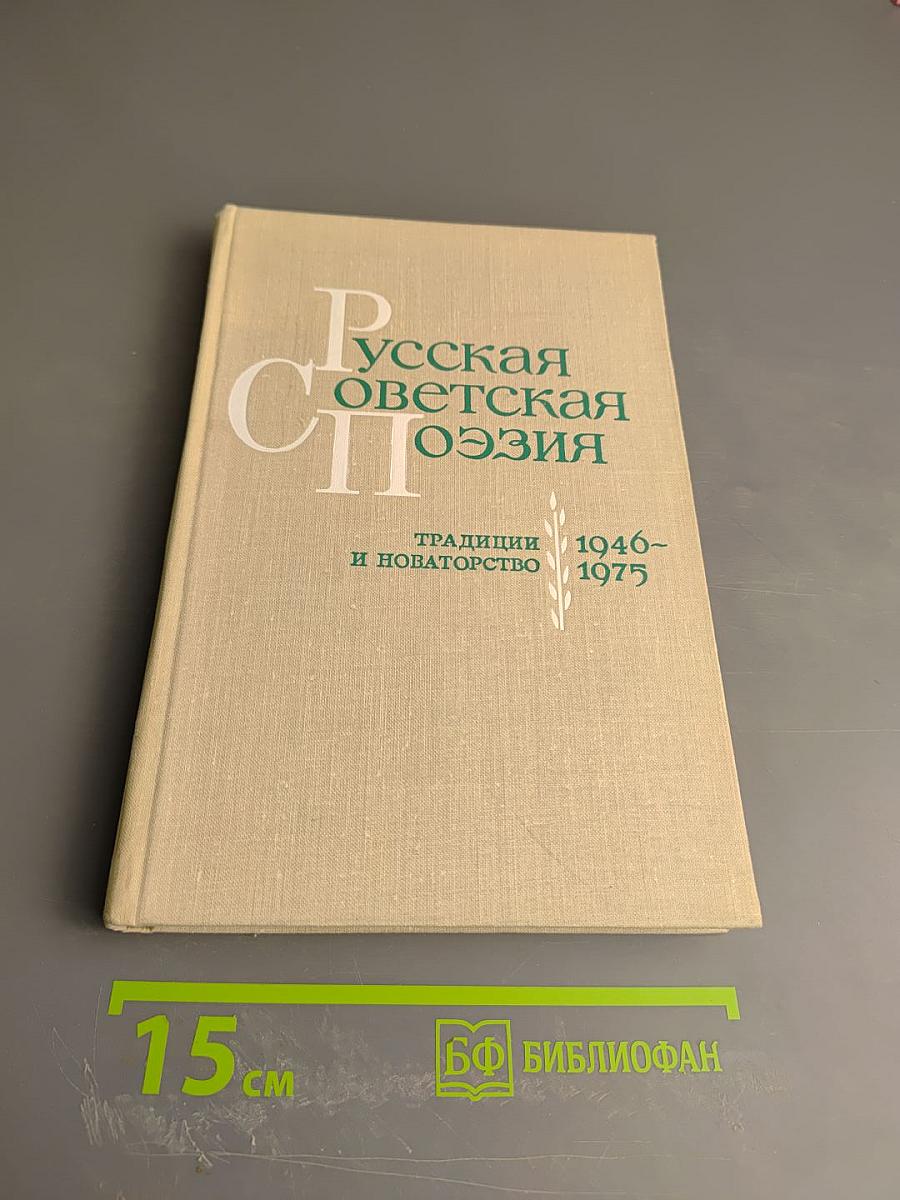 Русская
Советская
Поэзия
ТРАДИЦИИ
И НОВАТОРСТВО
1946–
1975
15 см
БФ БИБЛИОФАН